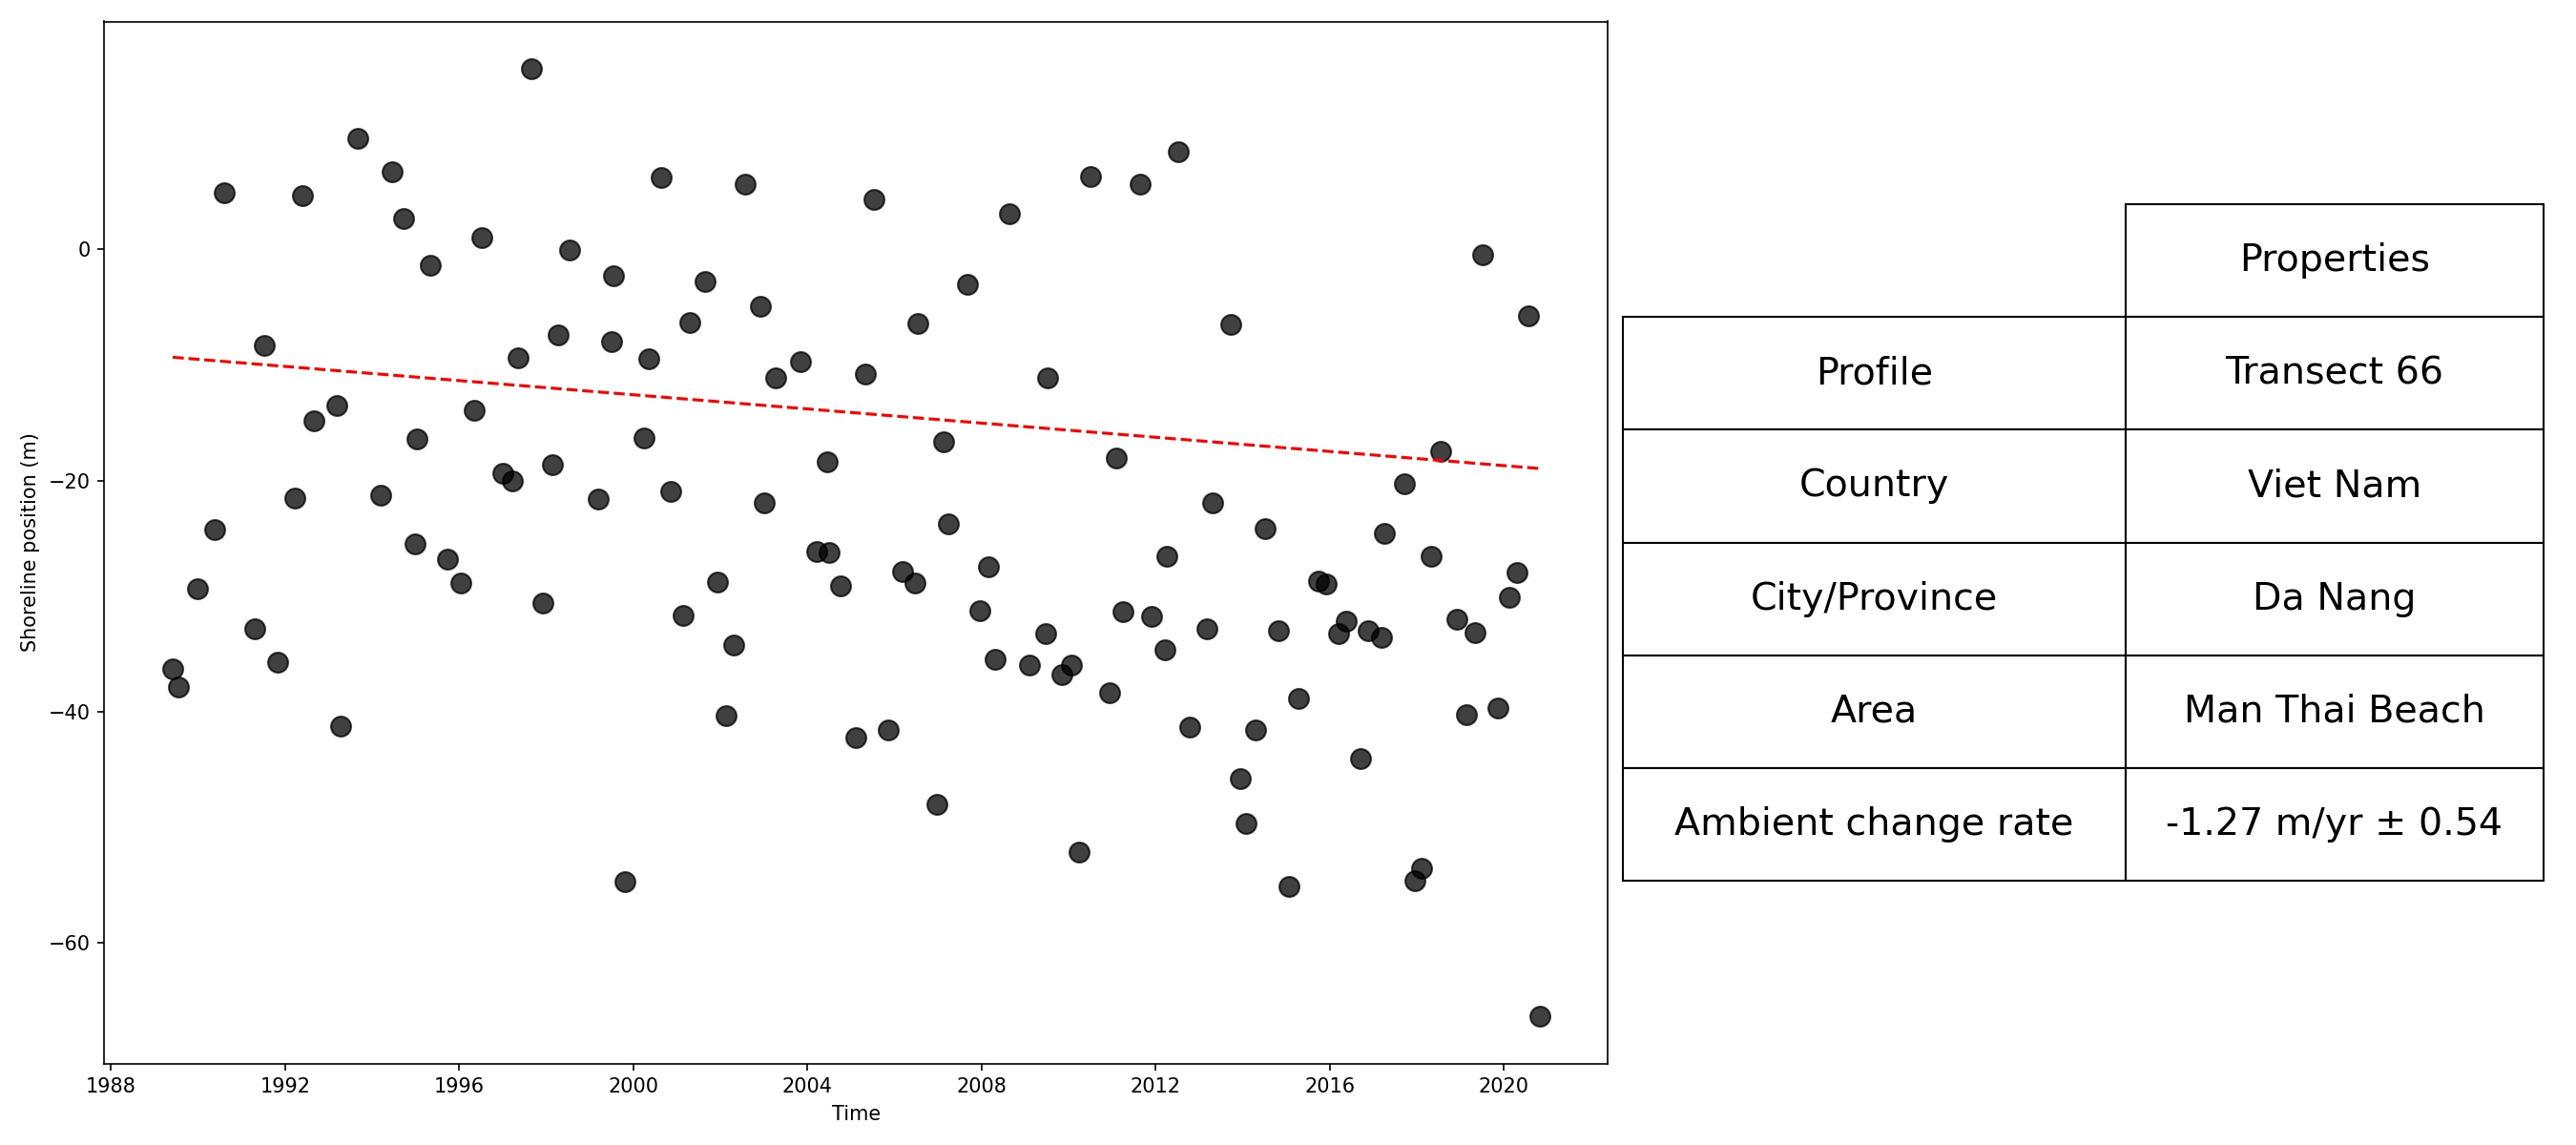 Shoreline position (m)
0
−20
−40
−60
1988 1992 1996 2000 2004 2008 2012 2016 2020
Time
Properties
Profile Transect 66
Country Viet Nam
City/Province Da Nang
Area Man Thai Beach
Ambient change rate -1.27 m/yr ± 0.54